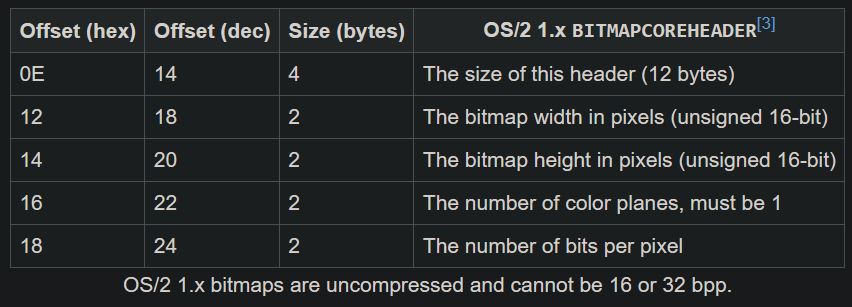 Offset (hex) Offset (dec) Size (bytes) OS/2 1.x BITMAPCOREHEADER[3]
0E 14 4 The size of this header (12 bytes)
12 18 2 The bitmap width in pixels (unsigned 16-bit)
14 20 2 The bitmap height in pixels (unsigned 16-bit)
16 22 2 The number of color planes, must be 1
18 24 2 The number of bits per pixel
OS/2 1.x bitmaps are uncompressed and cannot be 16 or 32 bpp.